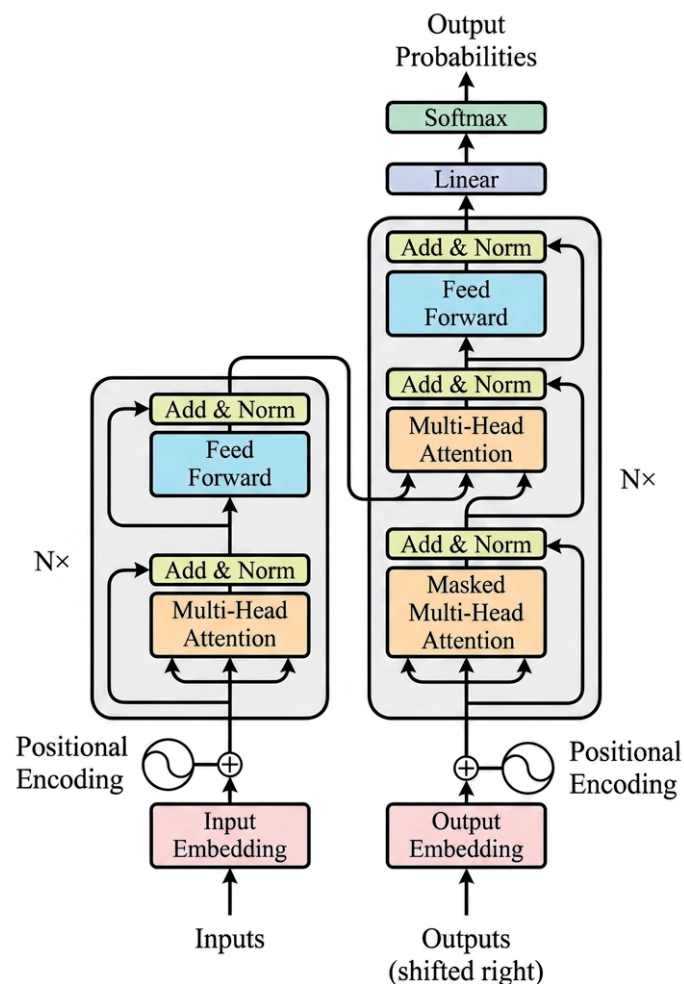 Output
Probabilities
Softmax
Linear
Add & Norm
Feed
Forward
Add & Norm
Multi-Head
Attention
N×
Add & Norm
Masked
Multi-Head
Attention
Add & Norm
Feed
Forward
N×
Add & Norm
Multi-Head
Attention
Positional
Encoding
Positional
Encoding
Input
Embedding
Output
Embedding
Inputs
Outputs
(shifted right)